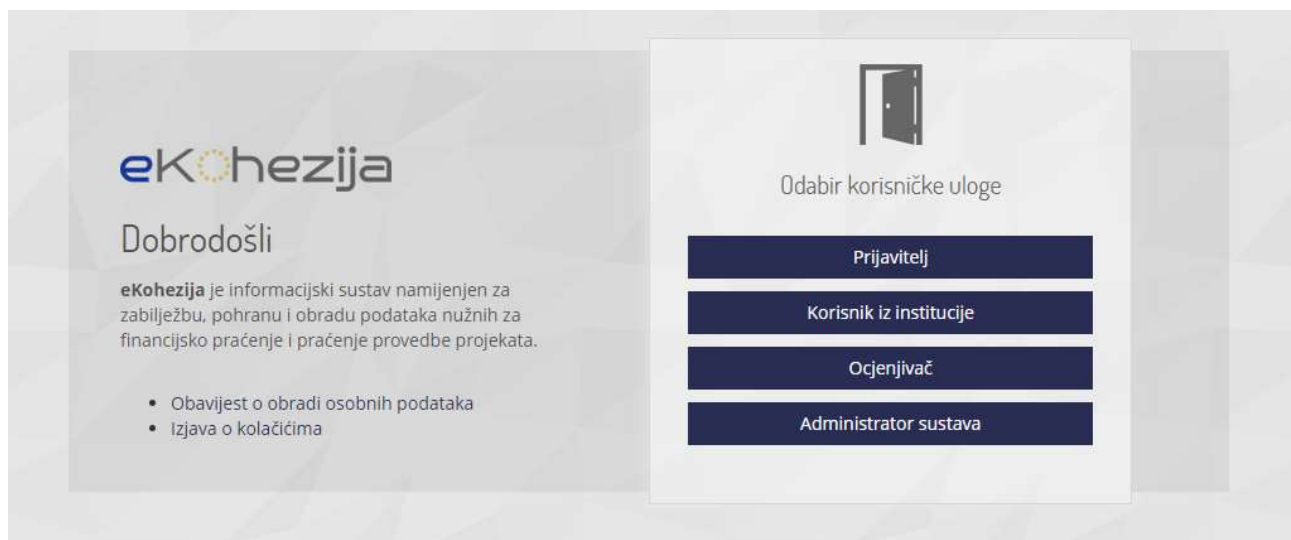 eKohezija
Dobrodošli
eKohezija je informacijski sustav namijenjen za
zabilježbu, pohranu i obradu podataka nužnih za
financijsko praćenje i praćenje provedbe projekata.
• Obavijest o obradi osobnih podataka
• Izjava o kolačićima
Odabir korisničke uloge
Prijavitelj
Korisnik iz institucije
Ocjenjivač
Administrator sustava